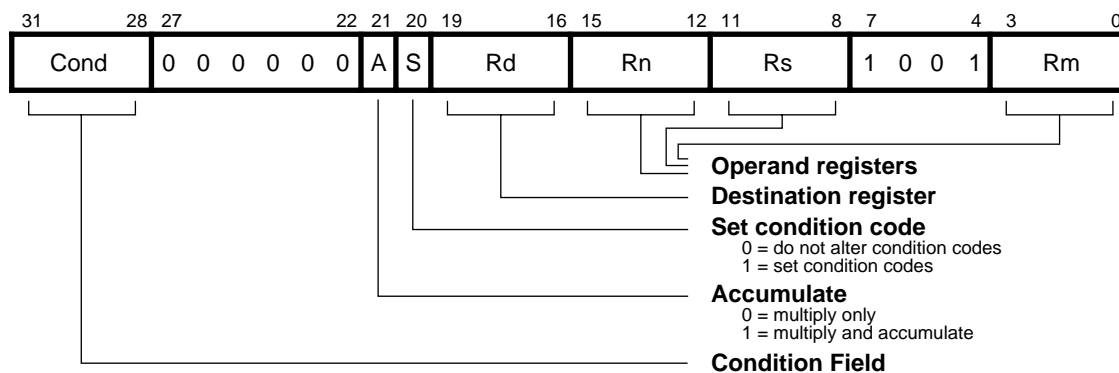 31 28 27 22 21 20 19 16 15 12 11 8 7 4 3 0
Cond 0 0 0 0 0 0 A S Rd Rn Rs 1 0 0 1 Rm
Operand registers
Destination register
Set condition code
0 = do not alter condition codes
1 = set condition codes
Accumulate
0 = multiply only
1 = multiply and accumulate
Condition Field